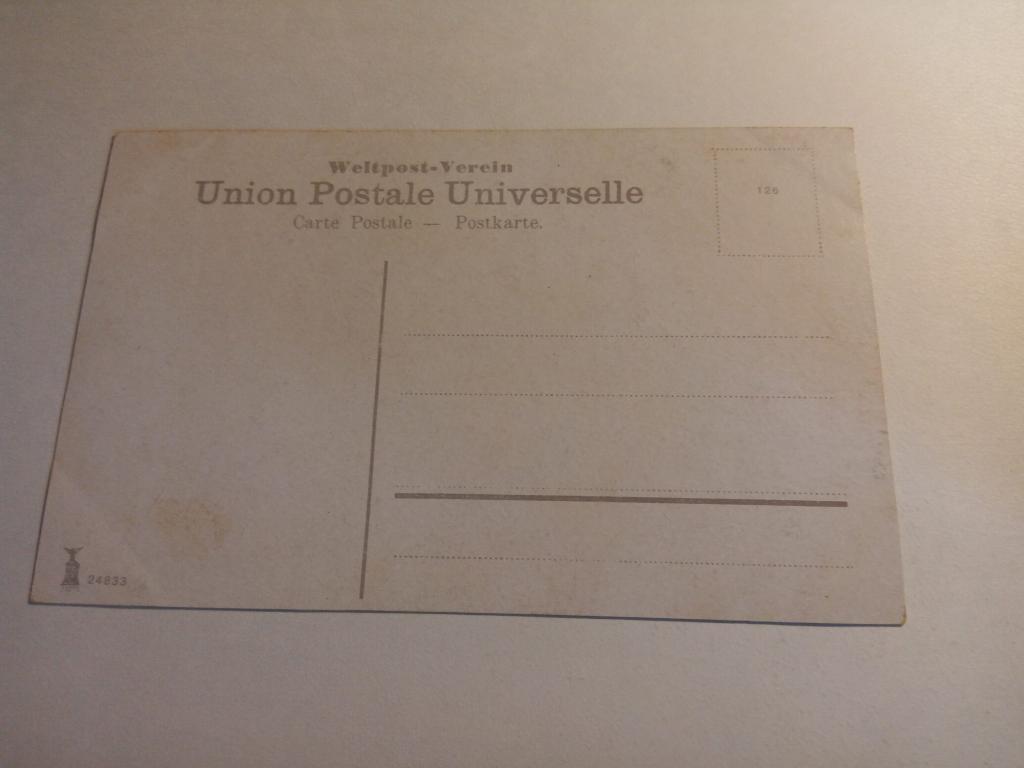 Weltpost-Verein
Union Postale Universelle
Carte Postale — Postkarte.
126
24833